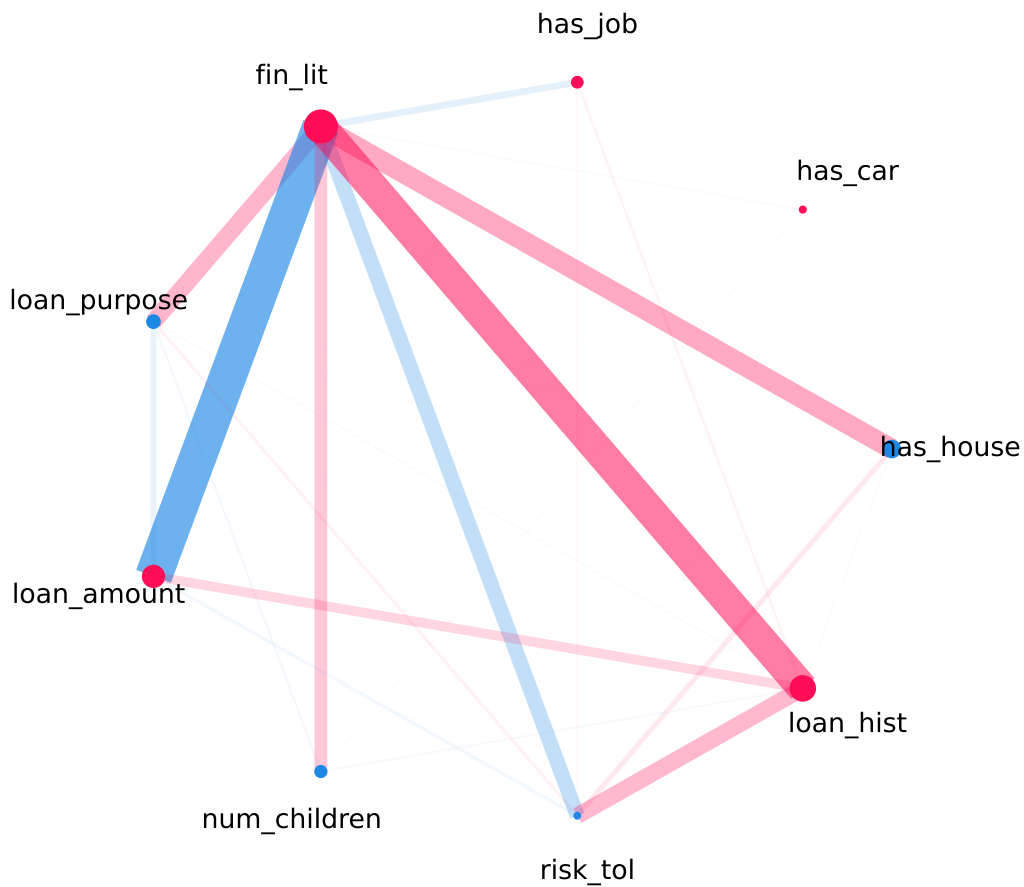 has_job
fin_lit
has_car
loan_purpose
has_house
loan_amount
loan_hist
num_children
risk_tol